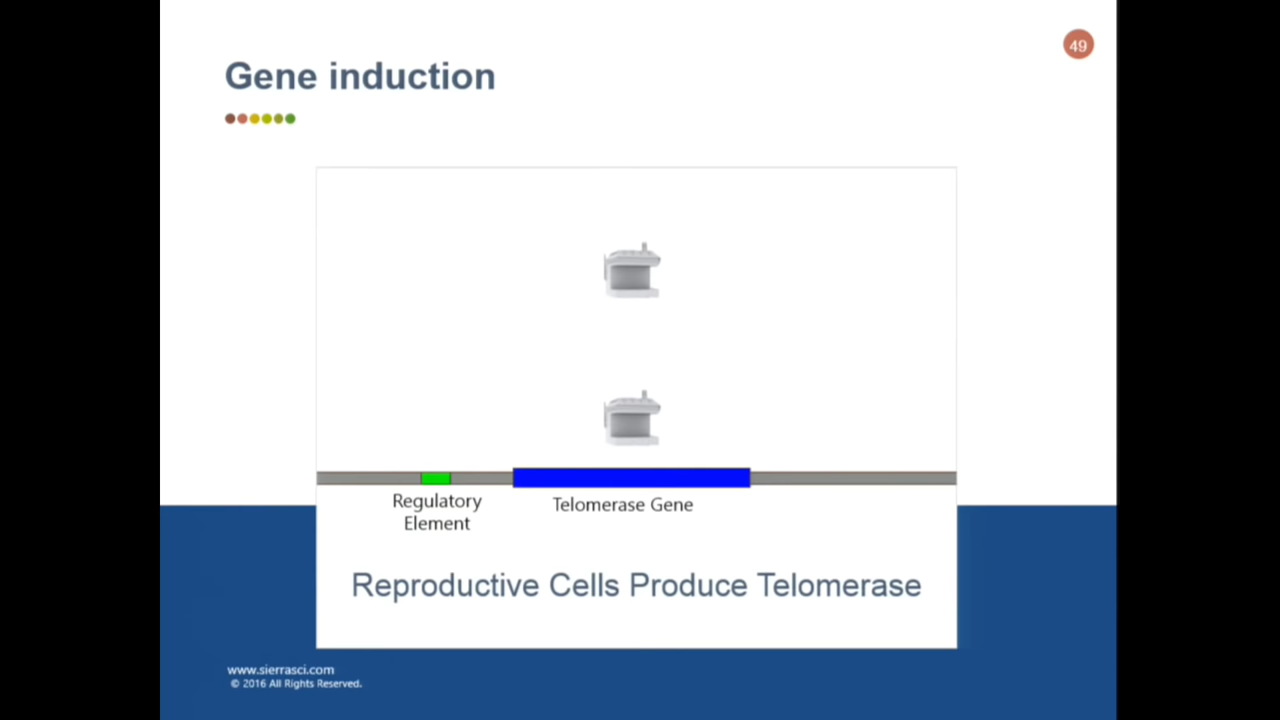 49
Gene induction
Regulatory
Element
Telomerase Gene
Reproductive Cells Produce Telomerase
www.sierrasci.com
© 2016 All Rights Reserved.